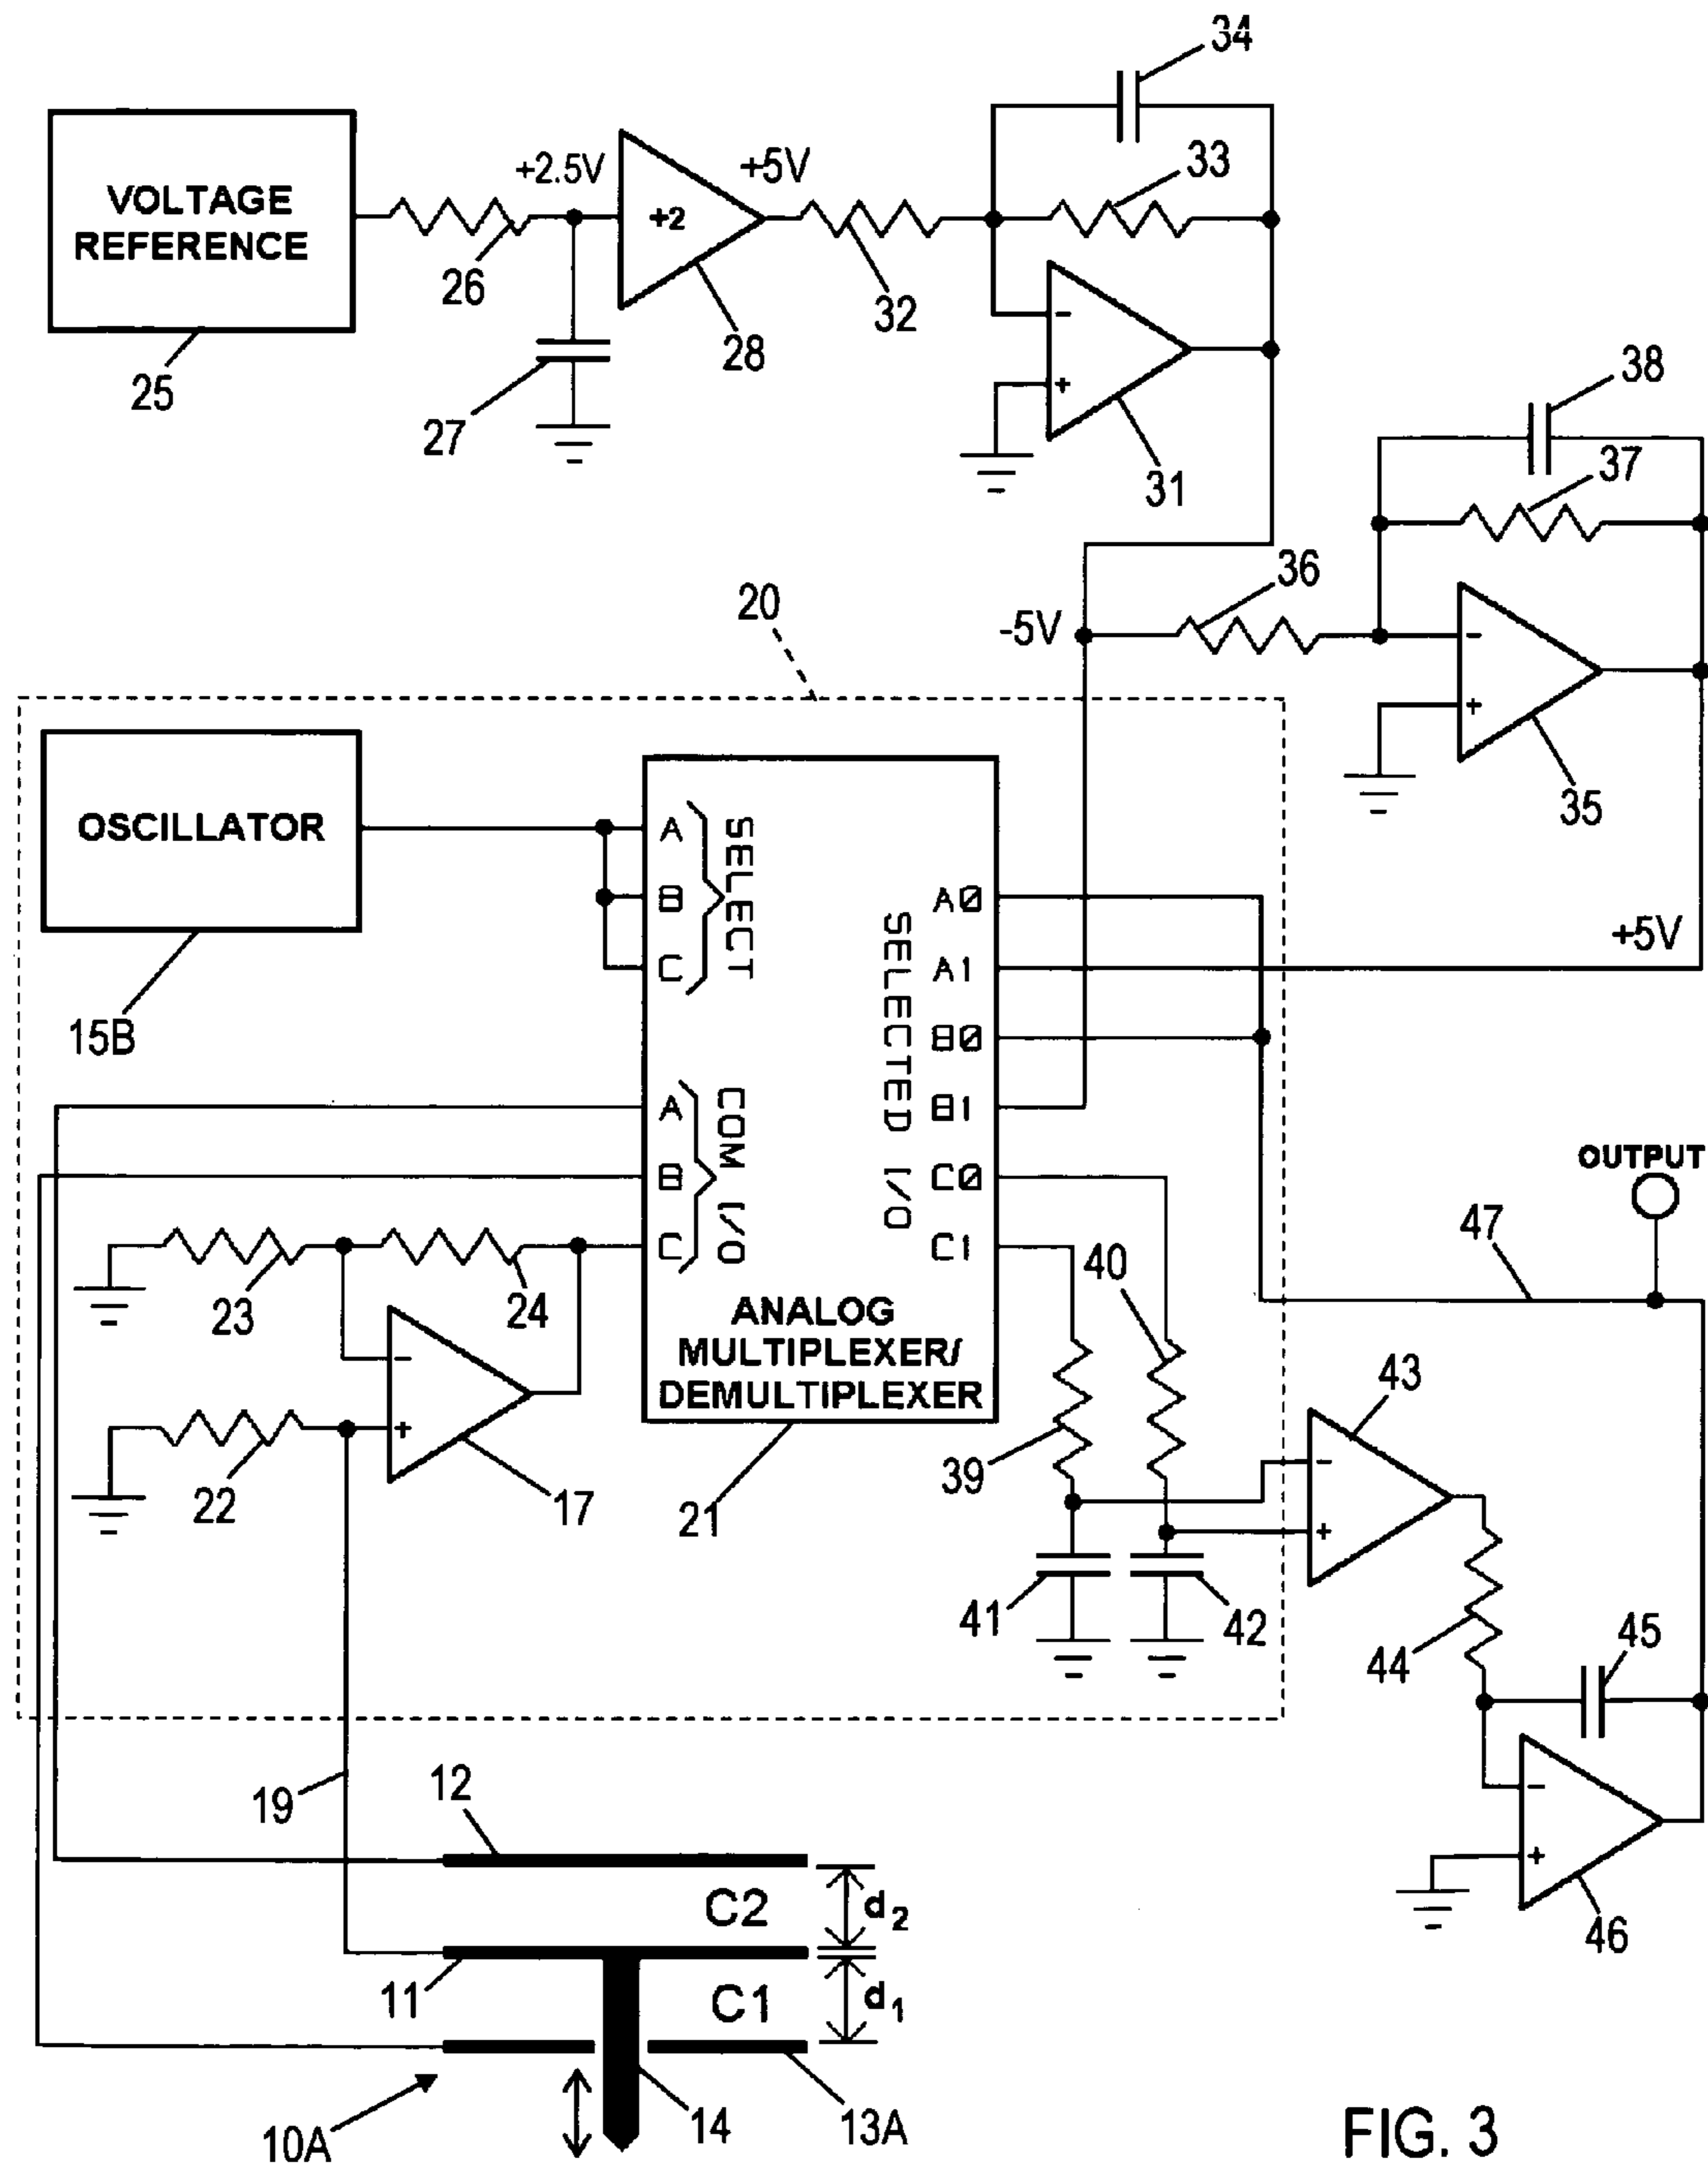 34
VOLTAGE
REFERENCE
+2.5V
+5V
33
+2
26
32
28
25
27
-
+
31
38
37
36
20
-5V
-
+
35
OSCILLATOR
15B
A
B
C
SELECT
A0
A1
B0
B1
C0
C1
SELECTED I/O
+5V
A
B
C
COM I/O
ANALOG
MULTIPLEXER/
DEMULTIPLEXER
OUTPUT
47
40
23
24
-
+
22
17
21
39
43
-
+
41
42
44
45
-
+
46
19
12
C2
d2
11
C1
d1
10A
14
13A
FIG. 3